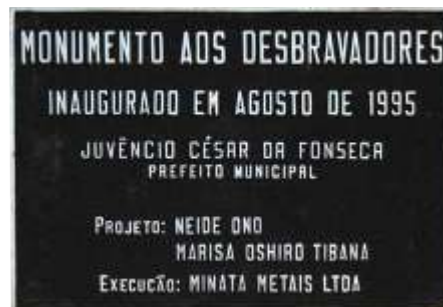 MONUMENTO AOS DESBRAVADORES
INAUGURADO EM AGOSTO DE 1995
JUVÊNCIO CÉSAR DA FONSECA
PREFEITO MUNICIPAL
PROJETO: NEIDE ONO
MARISA OSHIRO TIBANA
EXECUCÃO: MINATA METAIS LTDA